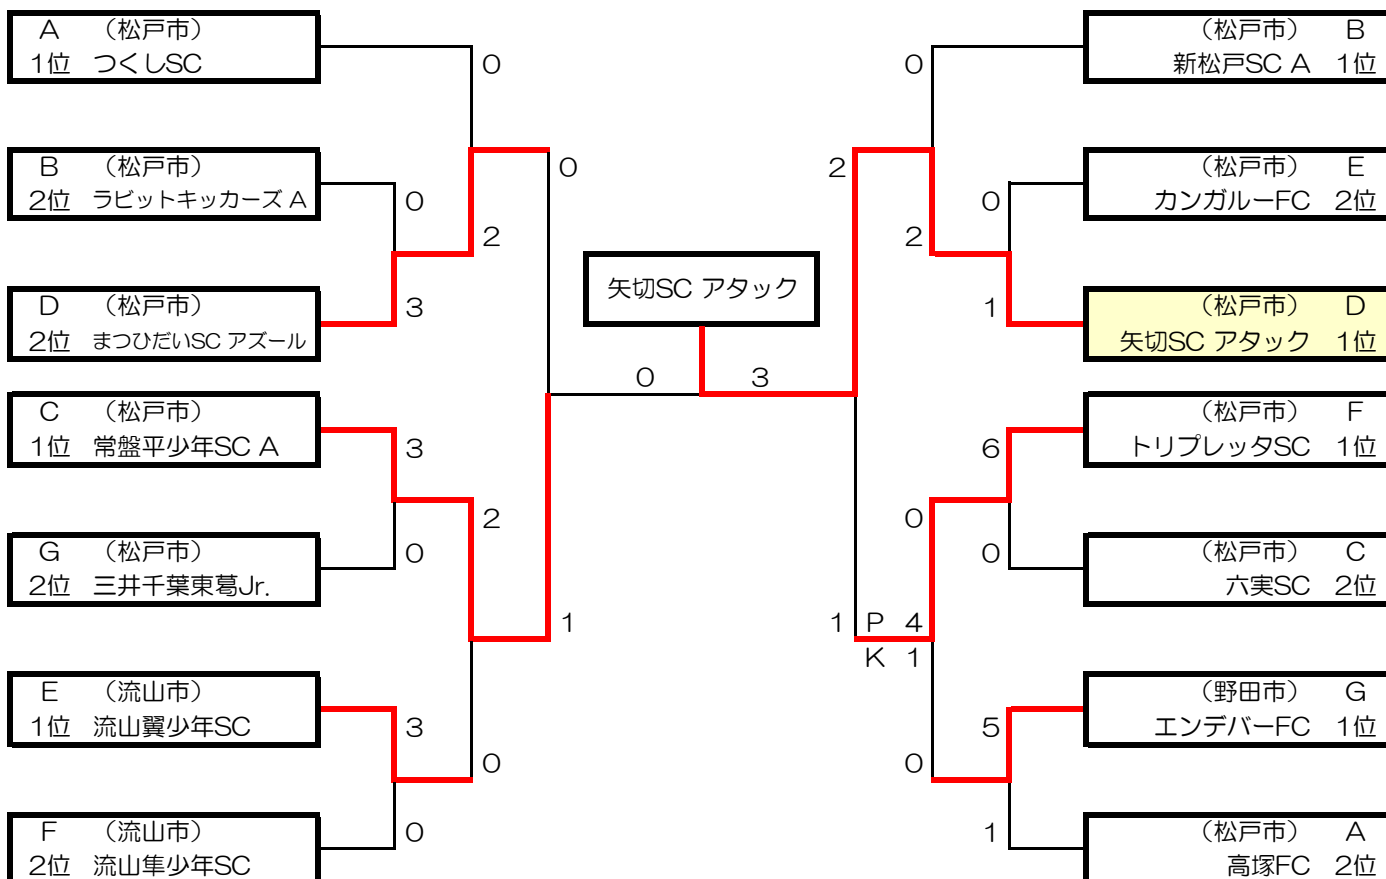 A （松戸市）
1位 つくしSC
B （松戸市）
2位 ラビットキッカーズ A
D （松戸市）
2位 まつひだいSC アズール
C （松戸市）
1位 常盤平少年SC A
G （松戸市）
2位 三井千葉東葛Jr.
E （流山市）
1位 流山翼少年SC
F （流山市）
2位 流山隼少年SC
0
0
0
2
3
3
2
0
1
3
0
0
矢切SC アタック
0 3
0
2
0
2
1
6
0
0
1 P 4
K 1
5
0
1
（松戸市） B
新松戸SC A 1位
（松戸市） E
カンガルーFC 2位
（松戸市） D
矢切SC アタック 1位
（松戸市） F
トリプレッタSC 1位
（松戸市） C
六実SC 2位
（野田市） G
エンデバーFC 1位
（松戸市） A
高塚FC 2位